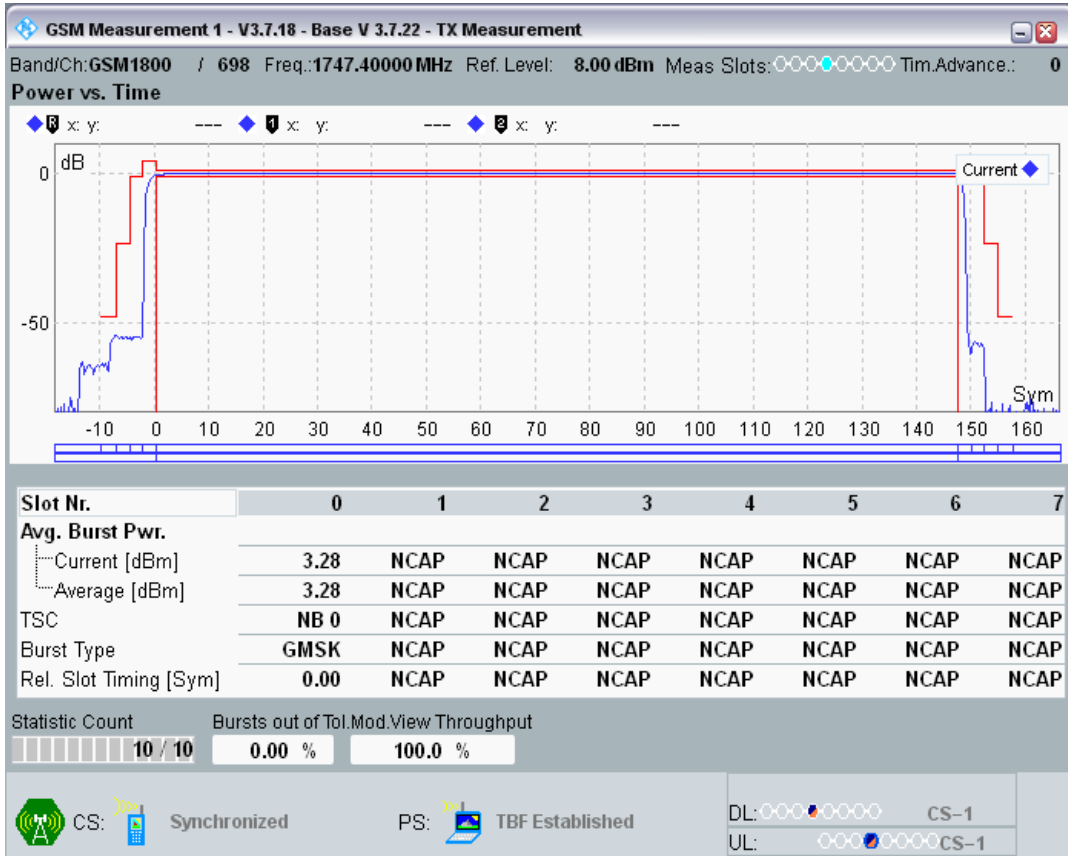 GSM Measurement 1 - V3.7.18 - Base V 3.7.22 - TX Measurement
Band/Ch:GSM1800 / 698 Freq.:1747.40000 MHz Ref. Level: 8.00 dBm Meas Slots: Tim.Advance.: 0
Power vs. Time
R x: y: --- 1 x: y: --- 2 x: y: ---
dB
Current
0
-50
Sym
-10 0 10 20 30 40 50 60 70 80 90 100 110 120 130 140 150 160
Slot Nr. 0 1 2 3 4 5 6 7
Avg. Burst Pwr.
Current [dBm] 3.28 NCAP NCAP NCAP NCAP NCAP NCAP NCAP
Average [dBm] 3.28 NCAP NCAP NCAP NCAP NCAP NCAP NCAP
TSC NB 0 NCAP NCAP NCAP NCAP NCAP NCAP NCAP
Burst Type GMSK NCAP NCAP NCAP NCAP NCAP NCAP NCAP
Rel. Slot Timing [Sym] 0.00 NCAP NCAP NCAP NCAP NCAP NCAP NCAP
Statistic Count Bursts out of Tol.Mod.View Throughput
10 / 10 0.00 % 100.0 %
CS: Synchronized PS: TBF Established
DL: CS-1
UL: CS-1